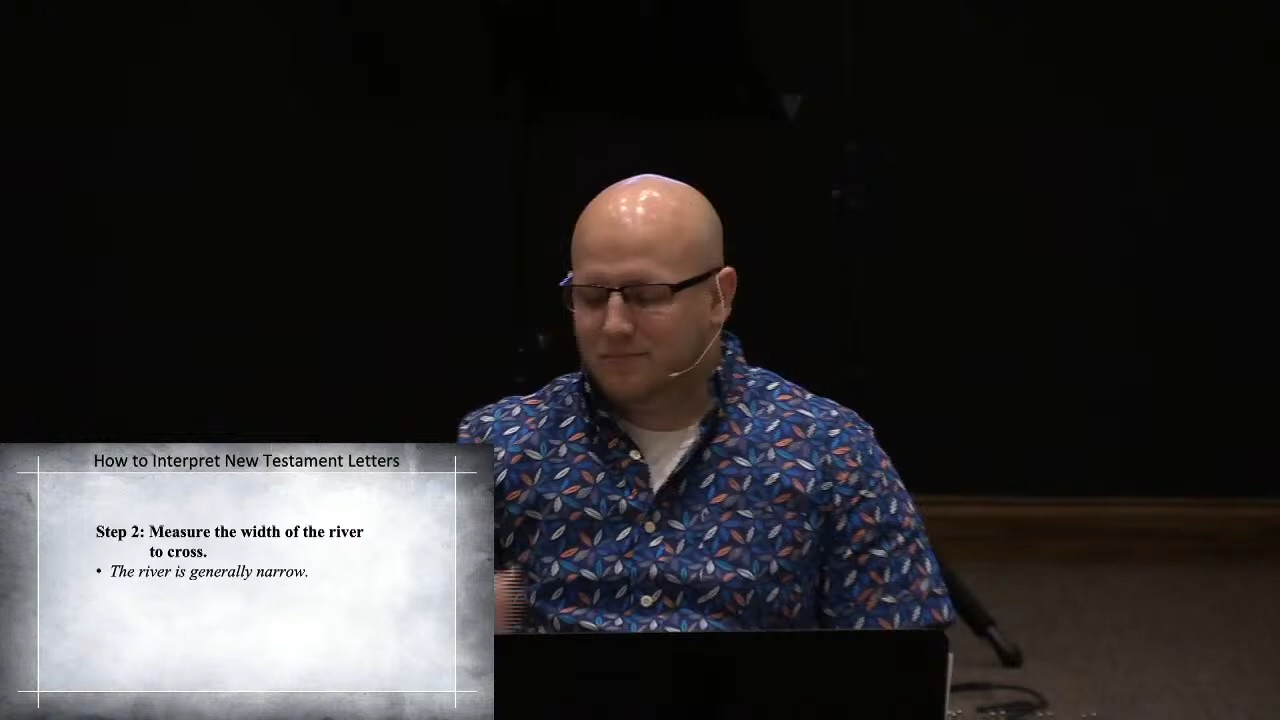 How to Interpret New Testament Letters
Step 2: Measure the width of the river
to cross.
• The river is generally narrow.